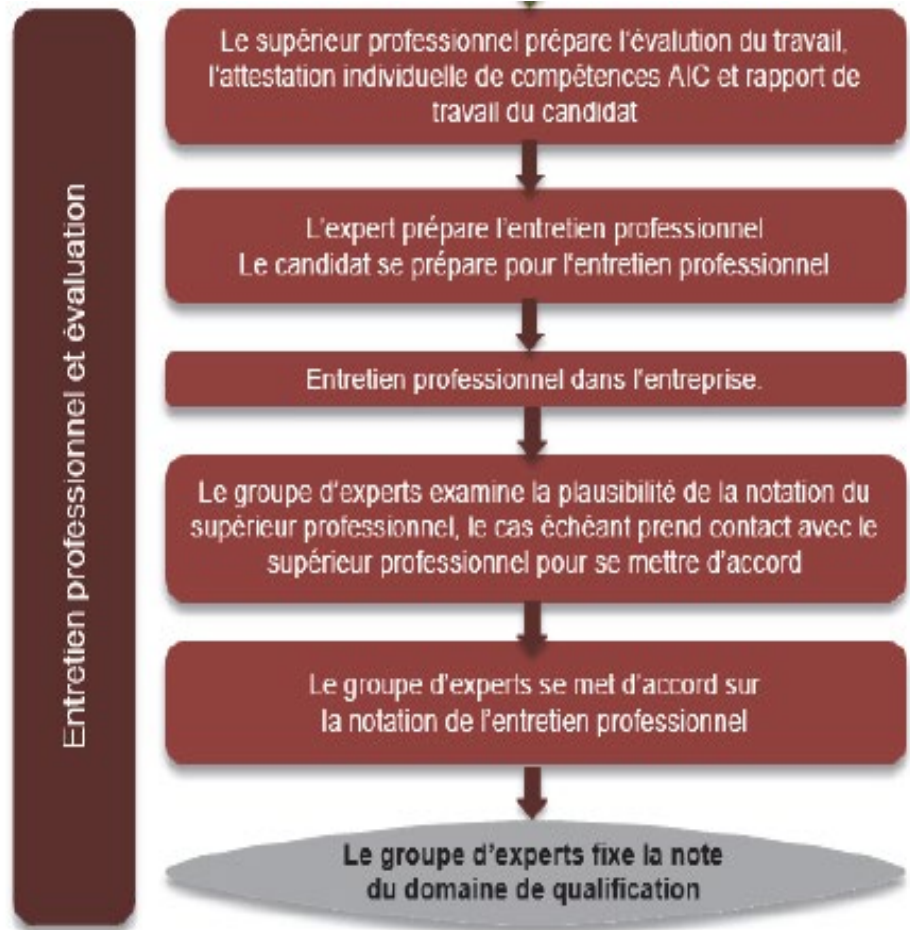 Entretien professionnel et évaluation
Le supérieur professionnel prépare l'évalution du travail,
l'attestation individuelle de compétences AIC et rapport de
travail du candidat
L'expert prépare l'entretien professionnel
Le candidat se prépare pour l'entretien professionnel
Entretien professionnel dans l'entreprise.
Le groupe d'experts examine la plausibilité de la notation du
supérieur professionnel, le cas échéant prend contact avec le
supérieur professionnel pour se mettre d'accord
Le groupe d'experts se met d'accord sur
la notation de l'entretien professionnel
Le groupe d'experts fixe la note
du domaine de qualification